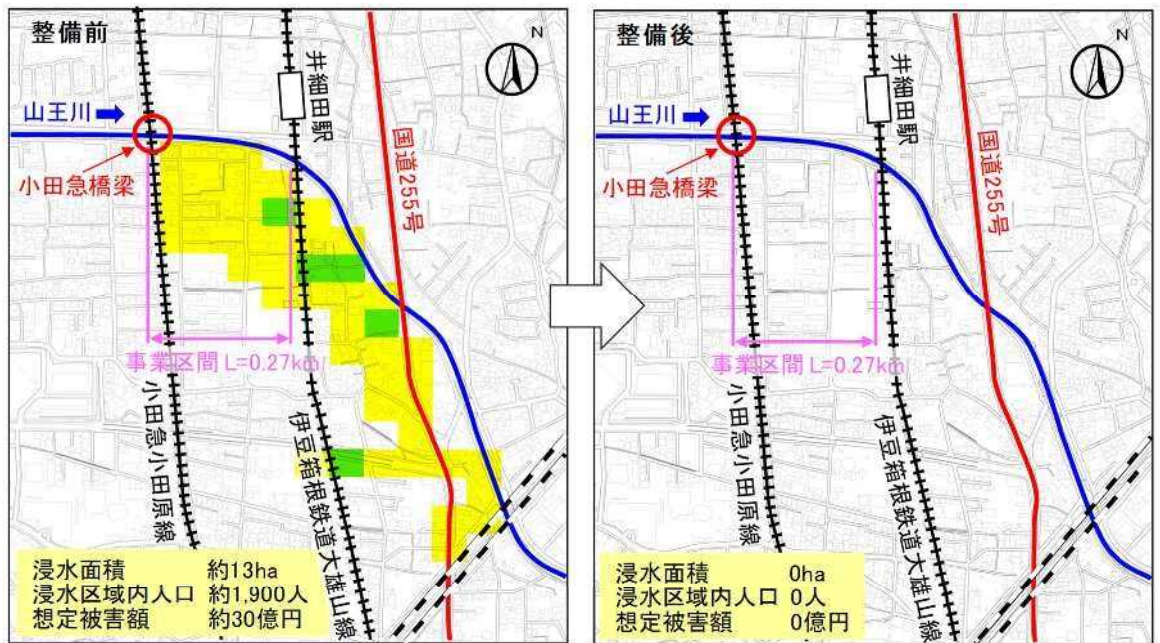 整備前
N
井細田駅
山王川
国道255号
小田急橋梁
事業区間 L=0.27km
小田急小田原線
伊豆箱根鉄道大雄山線
浸水面積 約13ha
浸水区域内人口 約1,900人
想定被害額 約30億円
整備後
N
井細田駅
山王川
国道255号
小田急橋梁
事業区間 L=0.27km
小田急小田原線
伊豆箱根鉄道大雄山線
浸水面積 0ha
浸水区域内人口 0人
想定被害額 0億円